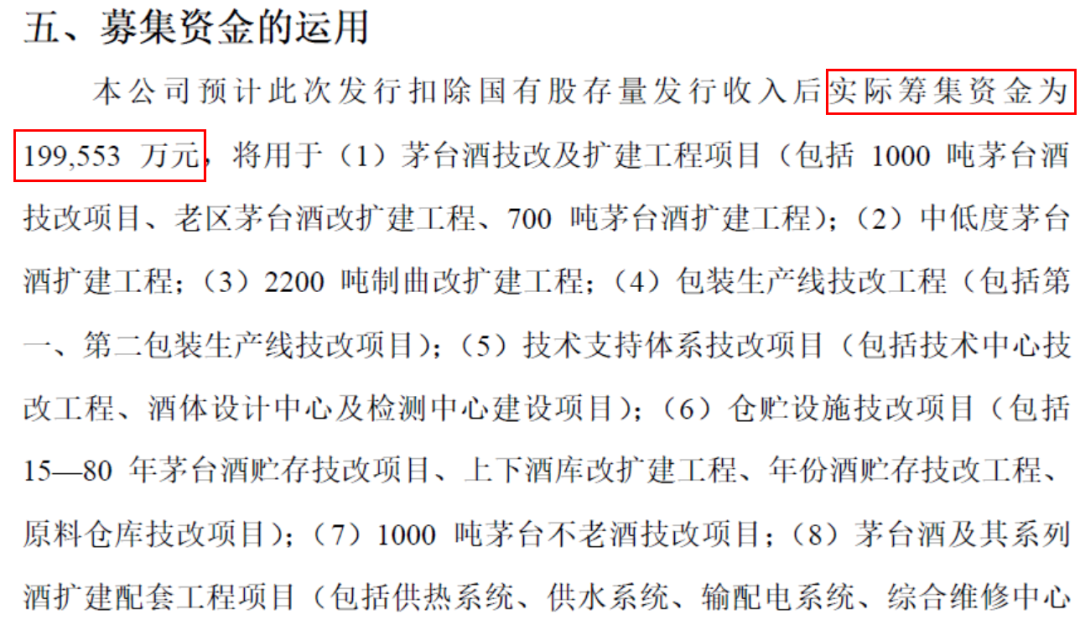 五、募集资金的运用
本公司预计此次发行扣除国有股存量发行收入后实际筹集资金为
199,553 万元，将用于（1）茅台酒技改及扩建工程项目（包括 1000 吨茅台酒
技改项目、老区茅台酒改扩建工程、700 吨茅台酒扩建工程）；（2）中低度茅台
酒扩建工程；（3）2200 吨制曲改扩建工程；（4）包装生产线技改工程（包括第
一、第二包装生产线技改项目）；（5）技术支持体系技改项目（包括技术中心技
改工程、酒体设计中心及检测中心建设项目）；（6）仓贮设施技改项目（包括
15—80 年茅台酒贮存技改项目、上下酒库改扩建工程、年份酒贮存技改工程、
原料仓库技改项目）；（7）1000 吨茅台不老酒技改项目；（8）茅台酒及其系列
酒扩建配套工程项目（包括供热系统、供水系统、输配电系统、综合维修中心